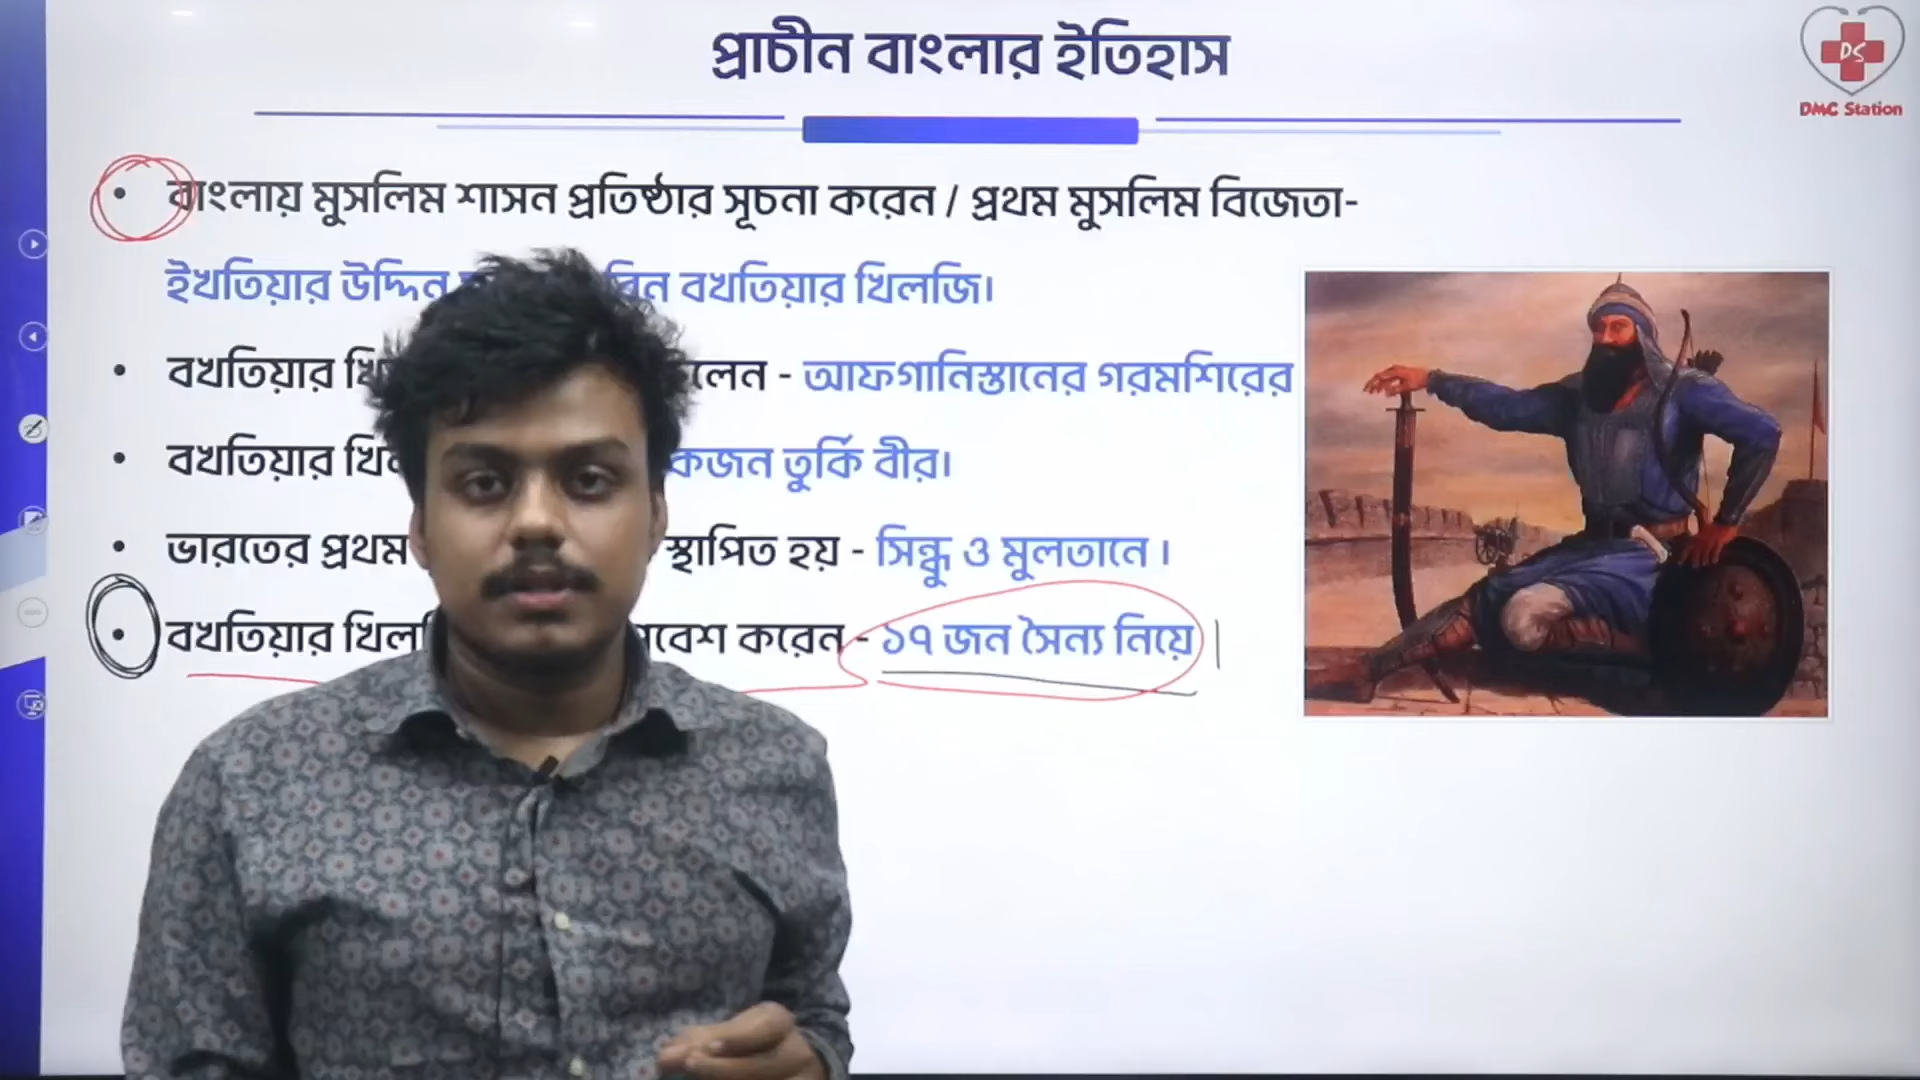 প্রাচীন বাংলার ইতিহাস
DS
DMC Station
• বাংলায় মুসলিম শাসন প্রতিষ্ঠার সূচনা করেন / প্রথম মুসলিম বিজেতা-
ইখতিয়ার উদ্দিন বখতিয়ার খিলজি।
• বখতিয়ার - আফগানিস্তানের গরমশিরের
• বখতিয়ার তুর্কি বীর।
• ভারতের প্রথম স্থাপিত হয় - সিন্ধু ও মুলতানে ।
• বখতিয়ার করেন - ১৭ জন সৈন্য নিয়ে |